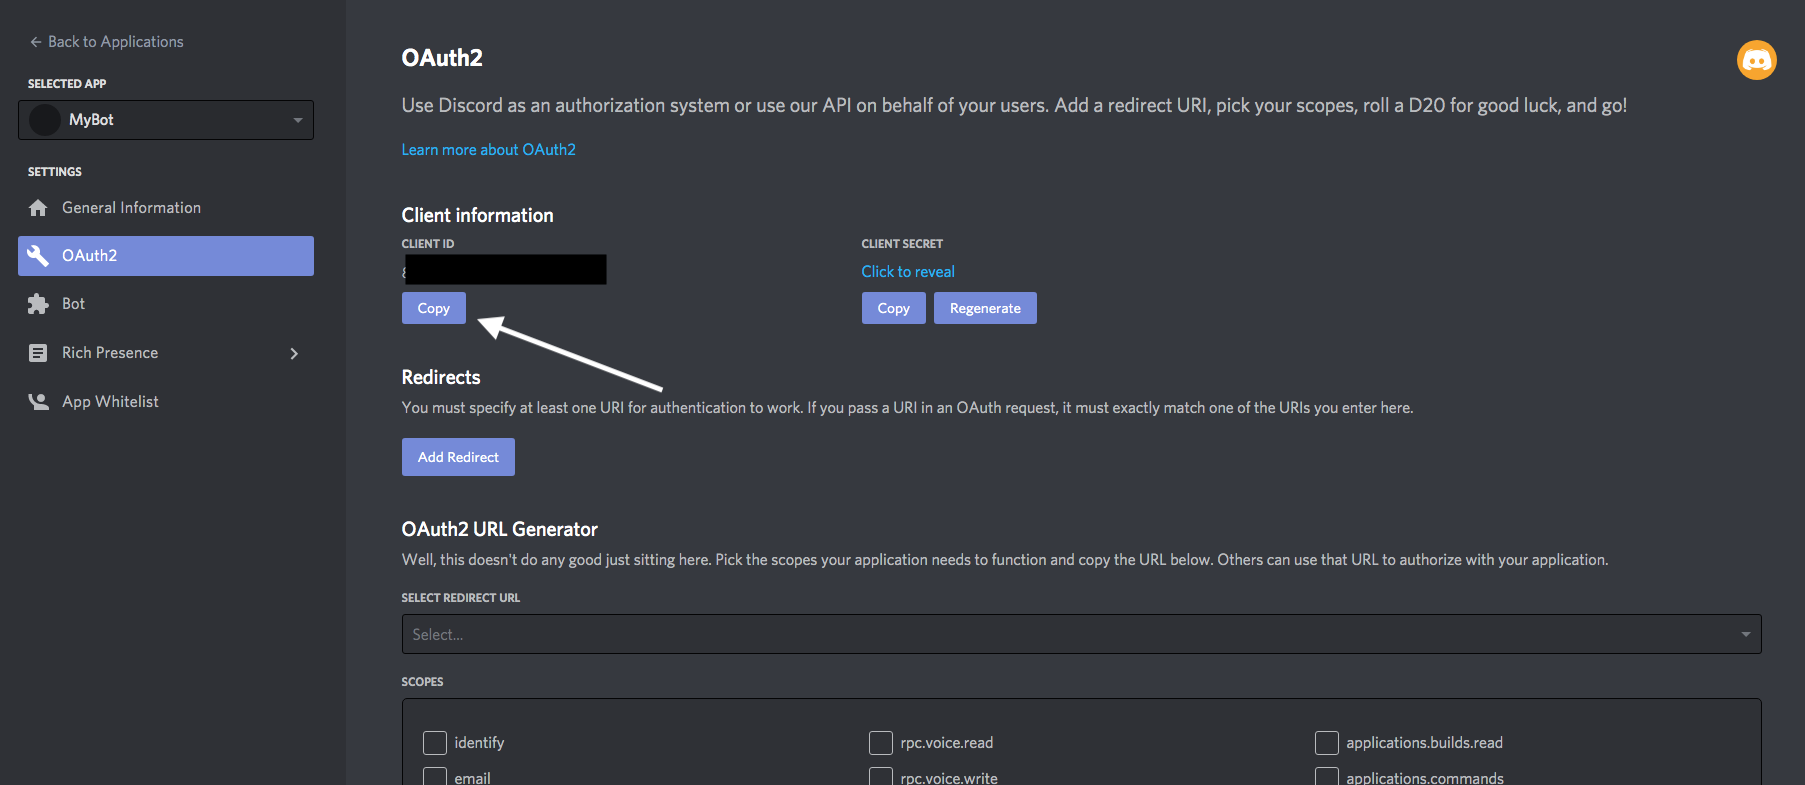 Back to Applications
SELECTED APP
MyBot
SETTINGS
General Information
OAuth2
Bot
Rich Presence
App Whitelist
OAuth2
Use Discord as an authorization system or use our API on behalf of your users. Add a redirect URI, pick your scopes, roll a D20 for good luck, and go!
Learn more about OAuth2
Client information
CLIENT ID
Copy
CLIENT SECRET
Click to reveal
Copy Regenerate
Redirects
You must specify at least one URI for authentication to work. If you pass a URI in an OAuth request, it must exactly match one of the URIs you enter here.
Add Redirect
OAuth2 URL Generator
Well, this doesn't do any good just sitting here. Pick the scopes your application needs to function and copy the URL below. Others can use that URL to authorize with your application.
SELECT REDIRECT URL
Select...
SCOPES
identify rpc.voice.read applications.builds.read
email rpc.voice.write applications.commands